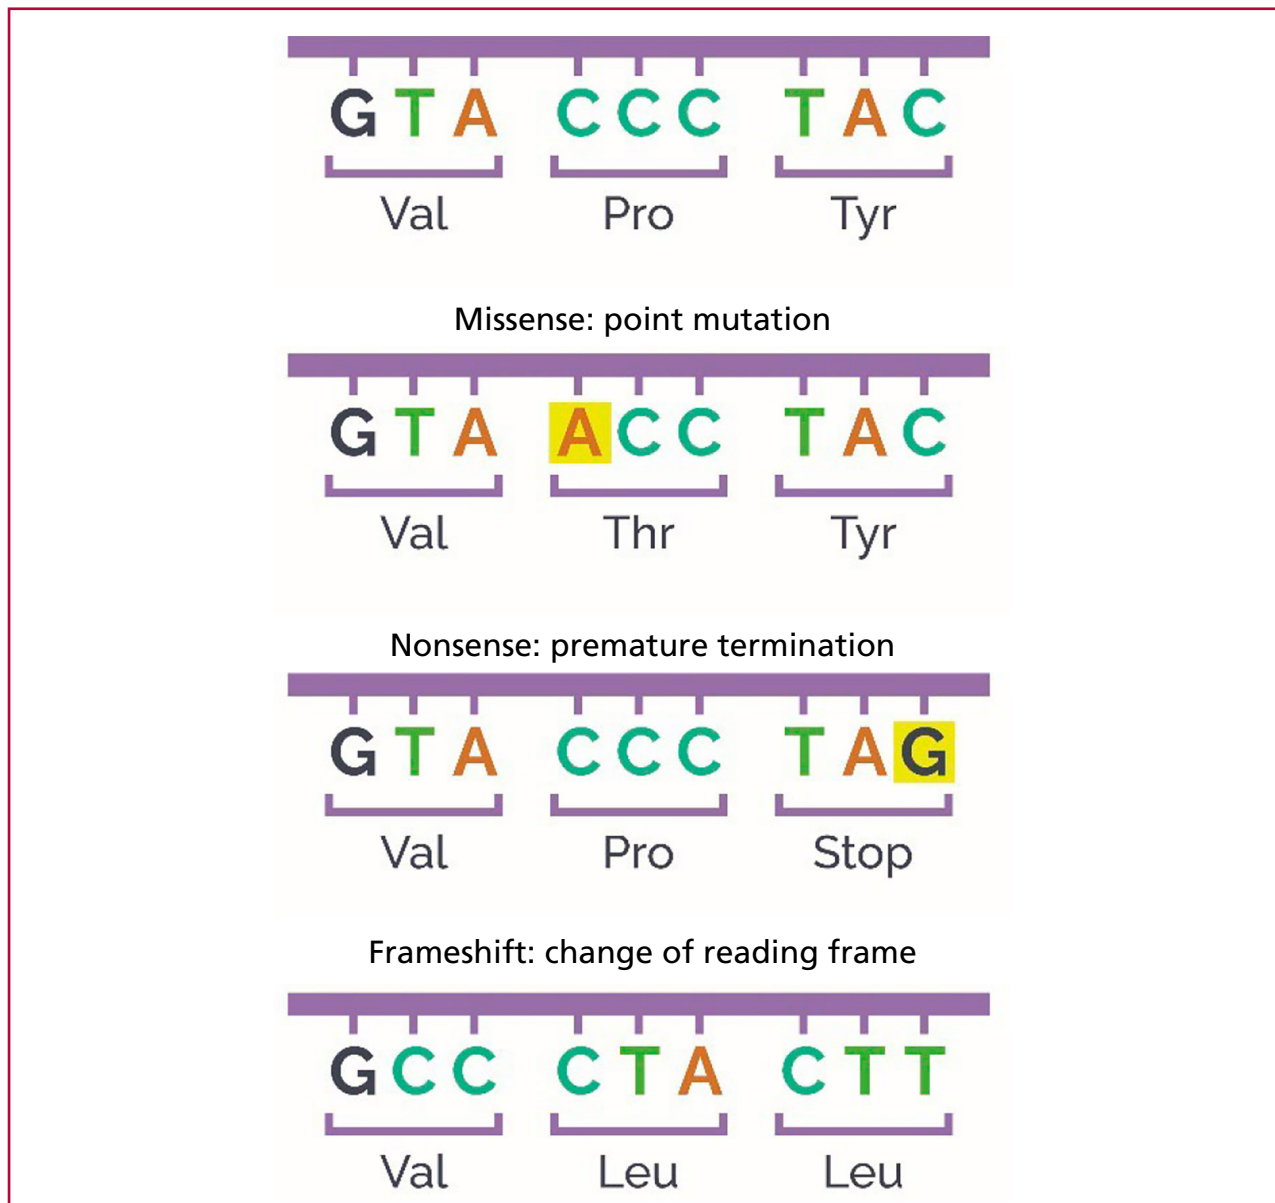 G T A C C C T A C
Val Pro Tyr
Missense: point mutation
G T A A C C T A C
Val Thr Tyr
Nonsense: premature termination
G T A C C C T A G
Val Pro Stop
Frameshift: change of reading frame
G C C C T A C T T
Val Leu Leu